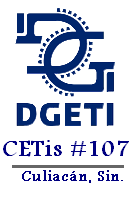 DGETI
CETis #107
Culiacán, Sin.